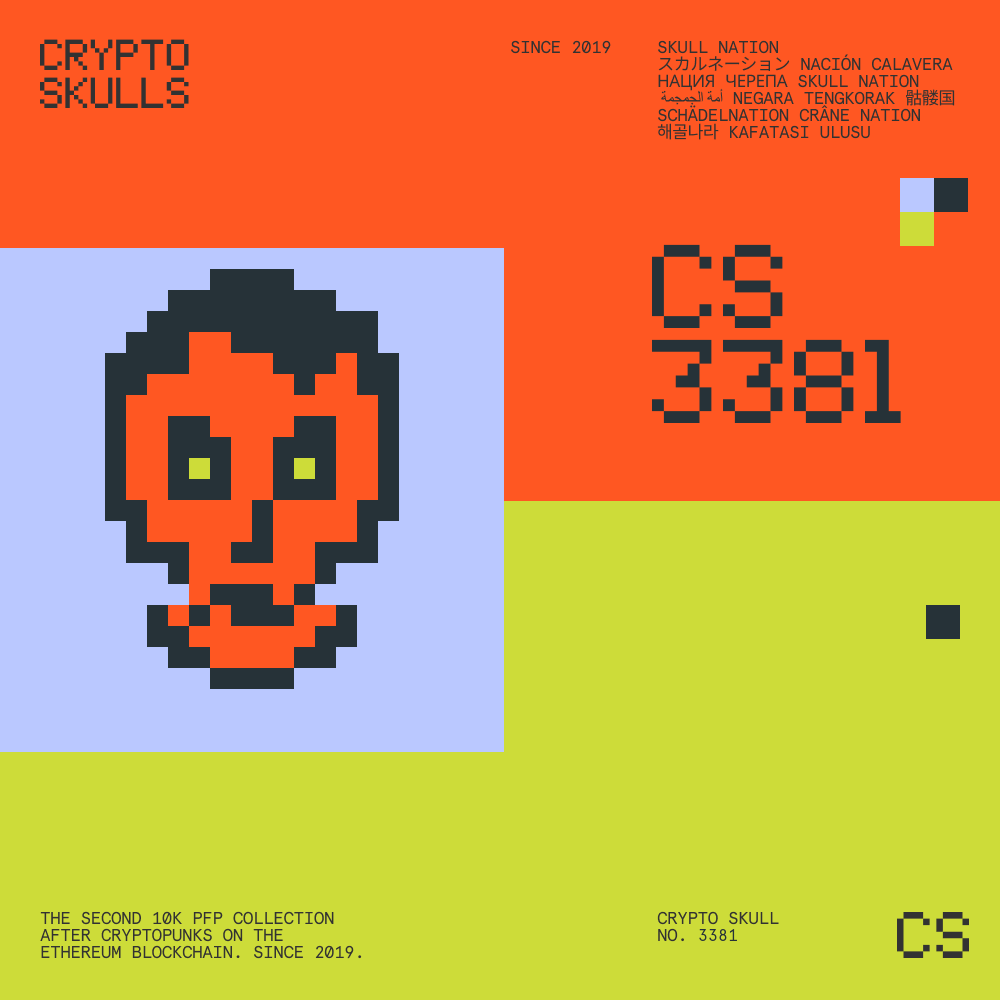 CRYPTO
SKULLS
SINCE 2019
SKULL NATION
スカルネーション NACIÓN CALAVERA
НАЦИЯ ЧЕРЕПА SKULL NATION
أمة الجمجمة NEGARA TENGKORAK 骷髅国
SCHÄDELNATION CRÂNE NATION
해골나라 KAFATASI ULUSU
CS
3381
THE SECOND 10K PFP COLLECTION
AFTER CRYPTOPUNKS ON THE
ETHEREUM BLOCKCHAIN. SINCE 2019.
CRYPTO SKULL
NO. 3381
CS